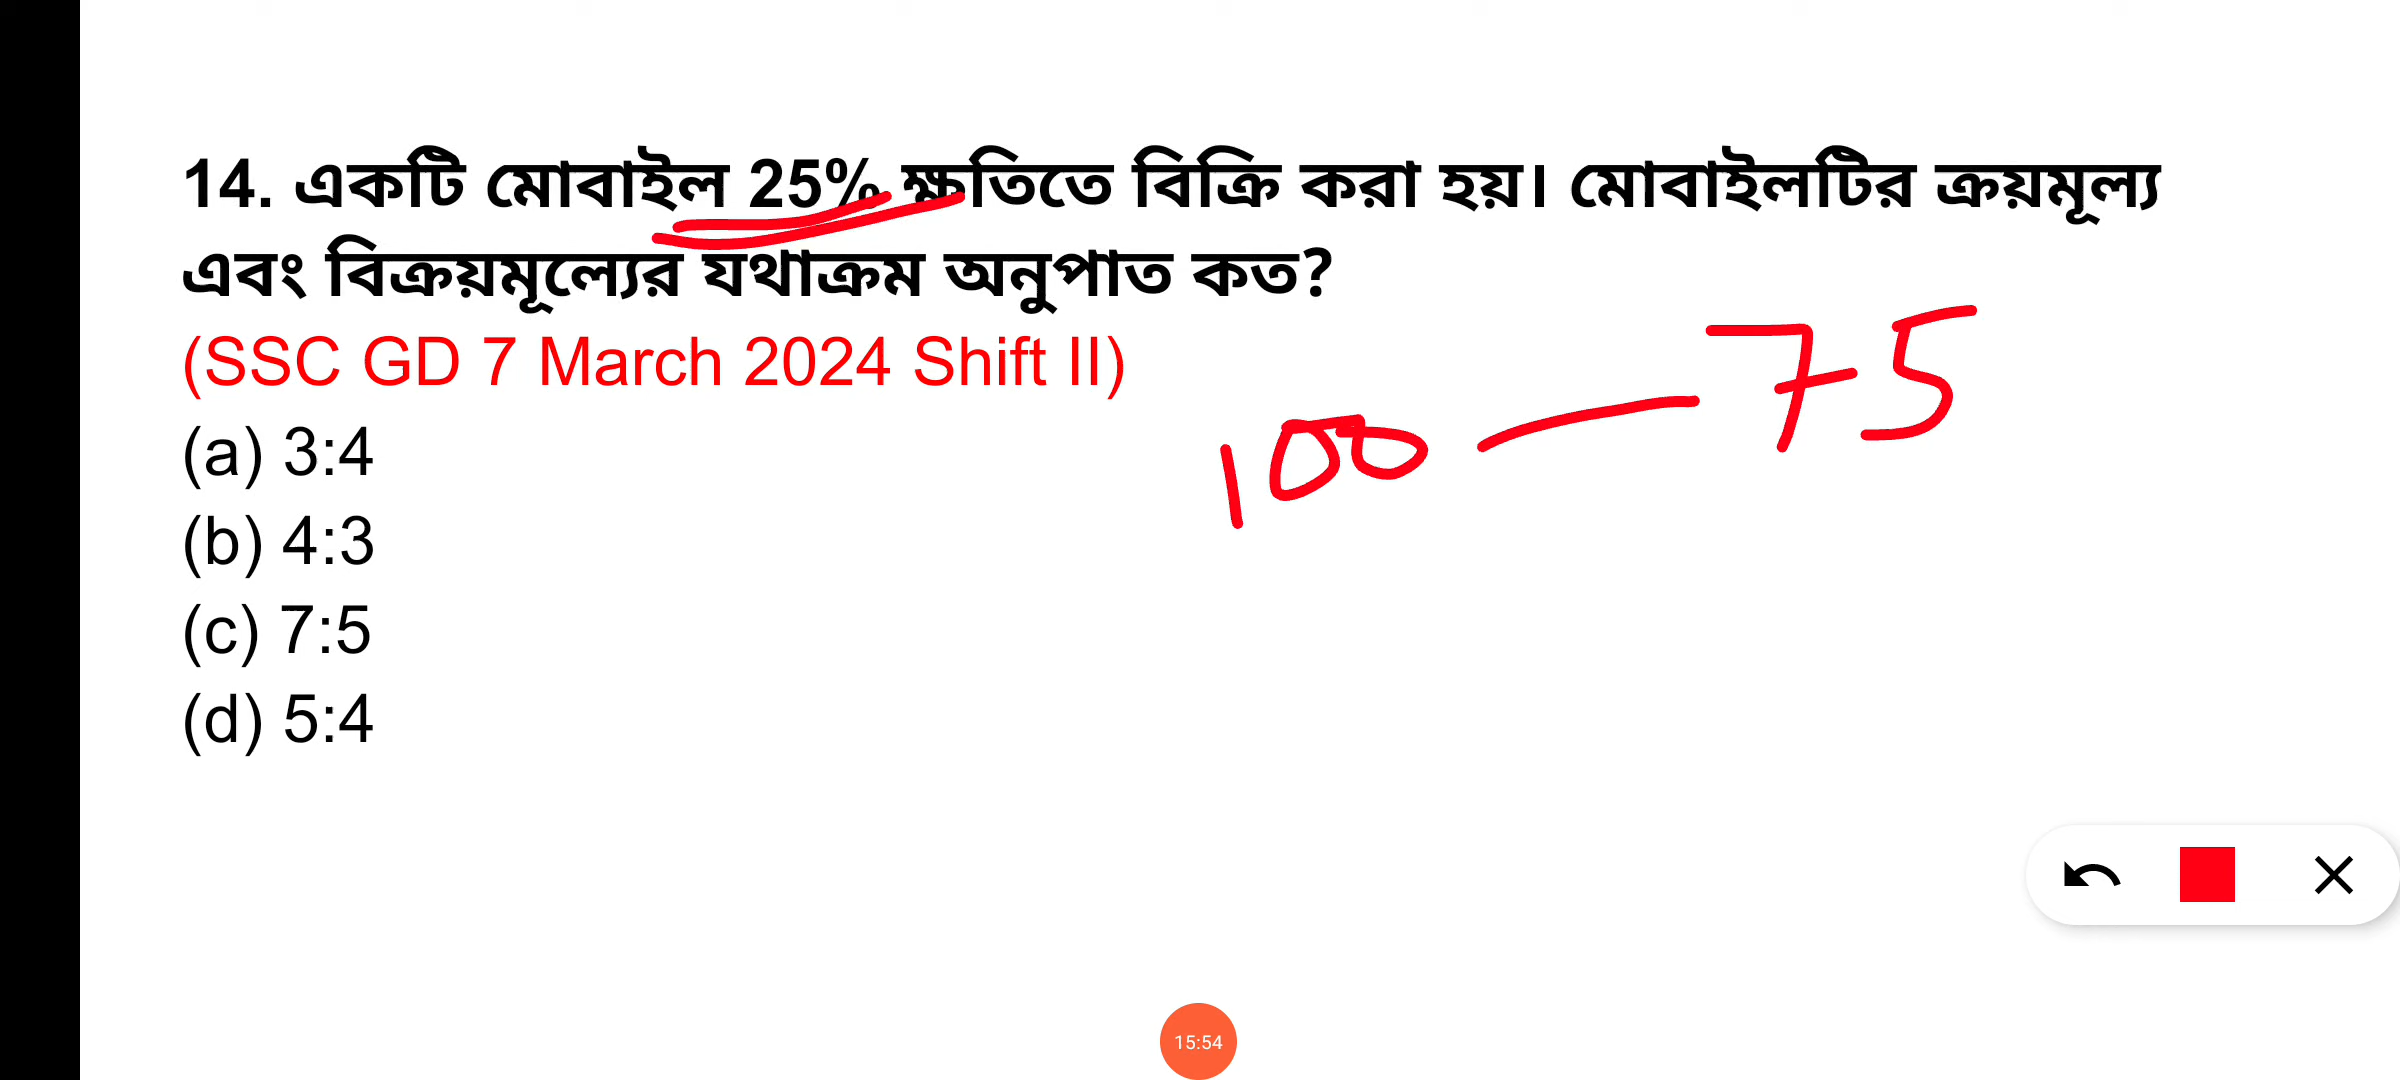 14. একটি মোবাইল 25% ক্ষতিতে বিক্রি করা হয়। মোবাইলটির ক্রয়মূল্য
এবং বিক্রয়মূল্যের যথাক্রম অনুপাত কত?
(SSC GD 7 March 2024 Shift II)
(a) 3:4
(b) 4:3
(c) 7:5
(d) 5:4
100 — 75
15:54